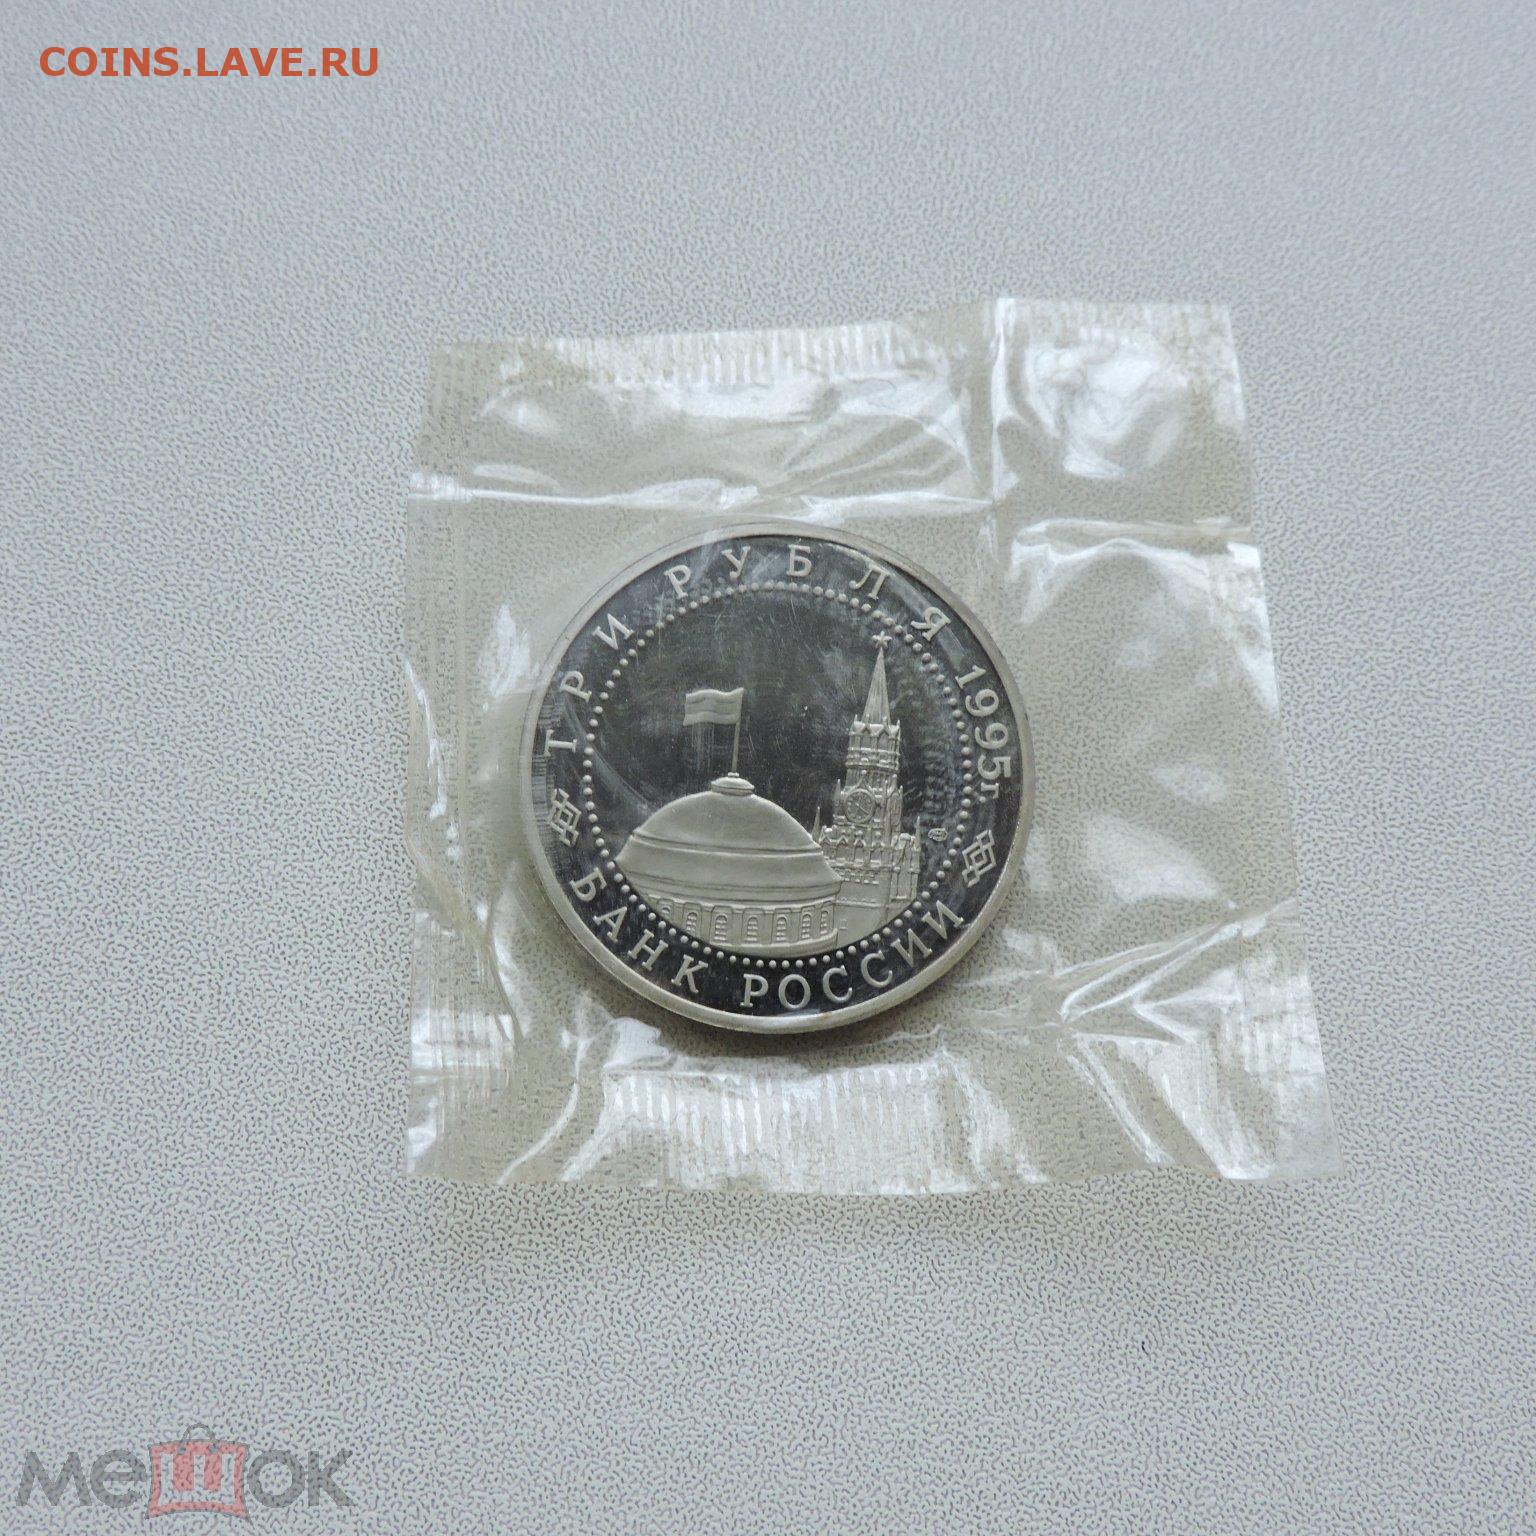 COINS.LAVE.RU
ТРИ РУБЛЯ 1995г.
БАНК РОССИИ
мешок